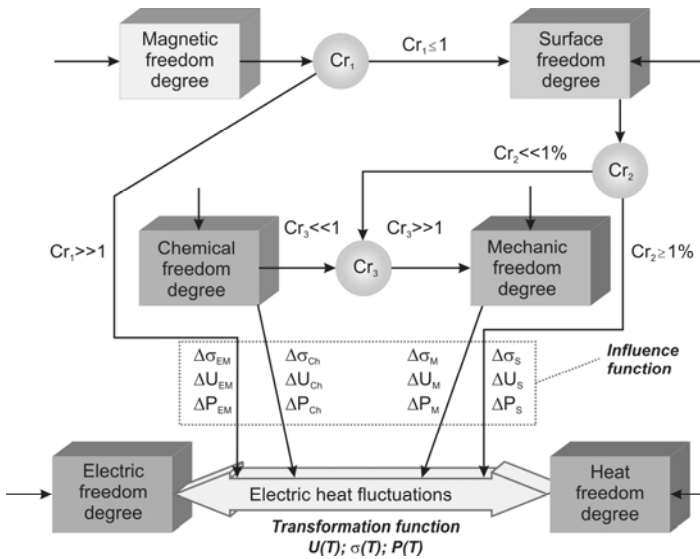 Magnetic
freedom
degree
Cr₁
Cr₁≤1
Surface
freedom
degree
Cr₂<<1%
Cr₂
Cr₁>>1
Chemical
freedom
degree
Cr₃<<1
Cr₃
Cr₃>>1
Mechanic
freedom
degree
Cr₂≥1%
ΔσEM ΔσCh ΔσM ΔσS
ΔUEM ΔUCh ΔUM ΔUS
ΔPEM ΔPCh ΔPM ΔPS
Influence
function
Electric
freedom
degree
Electric heat fluctuations
Heat
freedom
degree
Transformation function
U(T); σ(T); P(T)